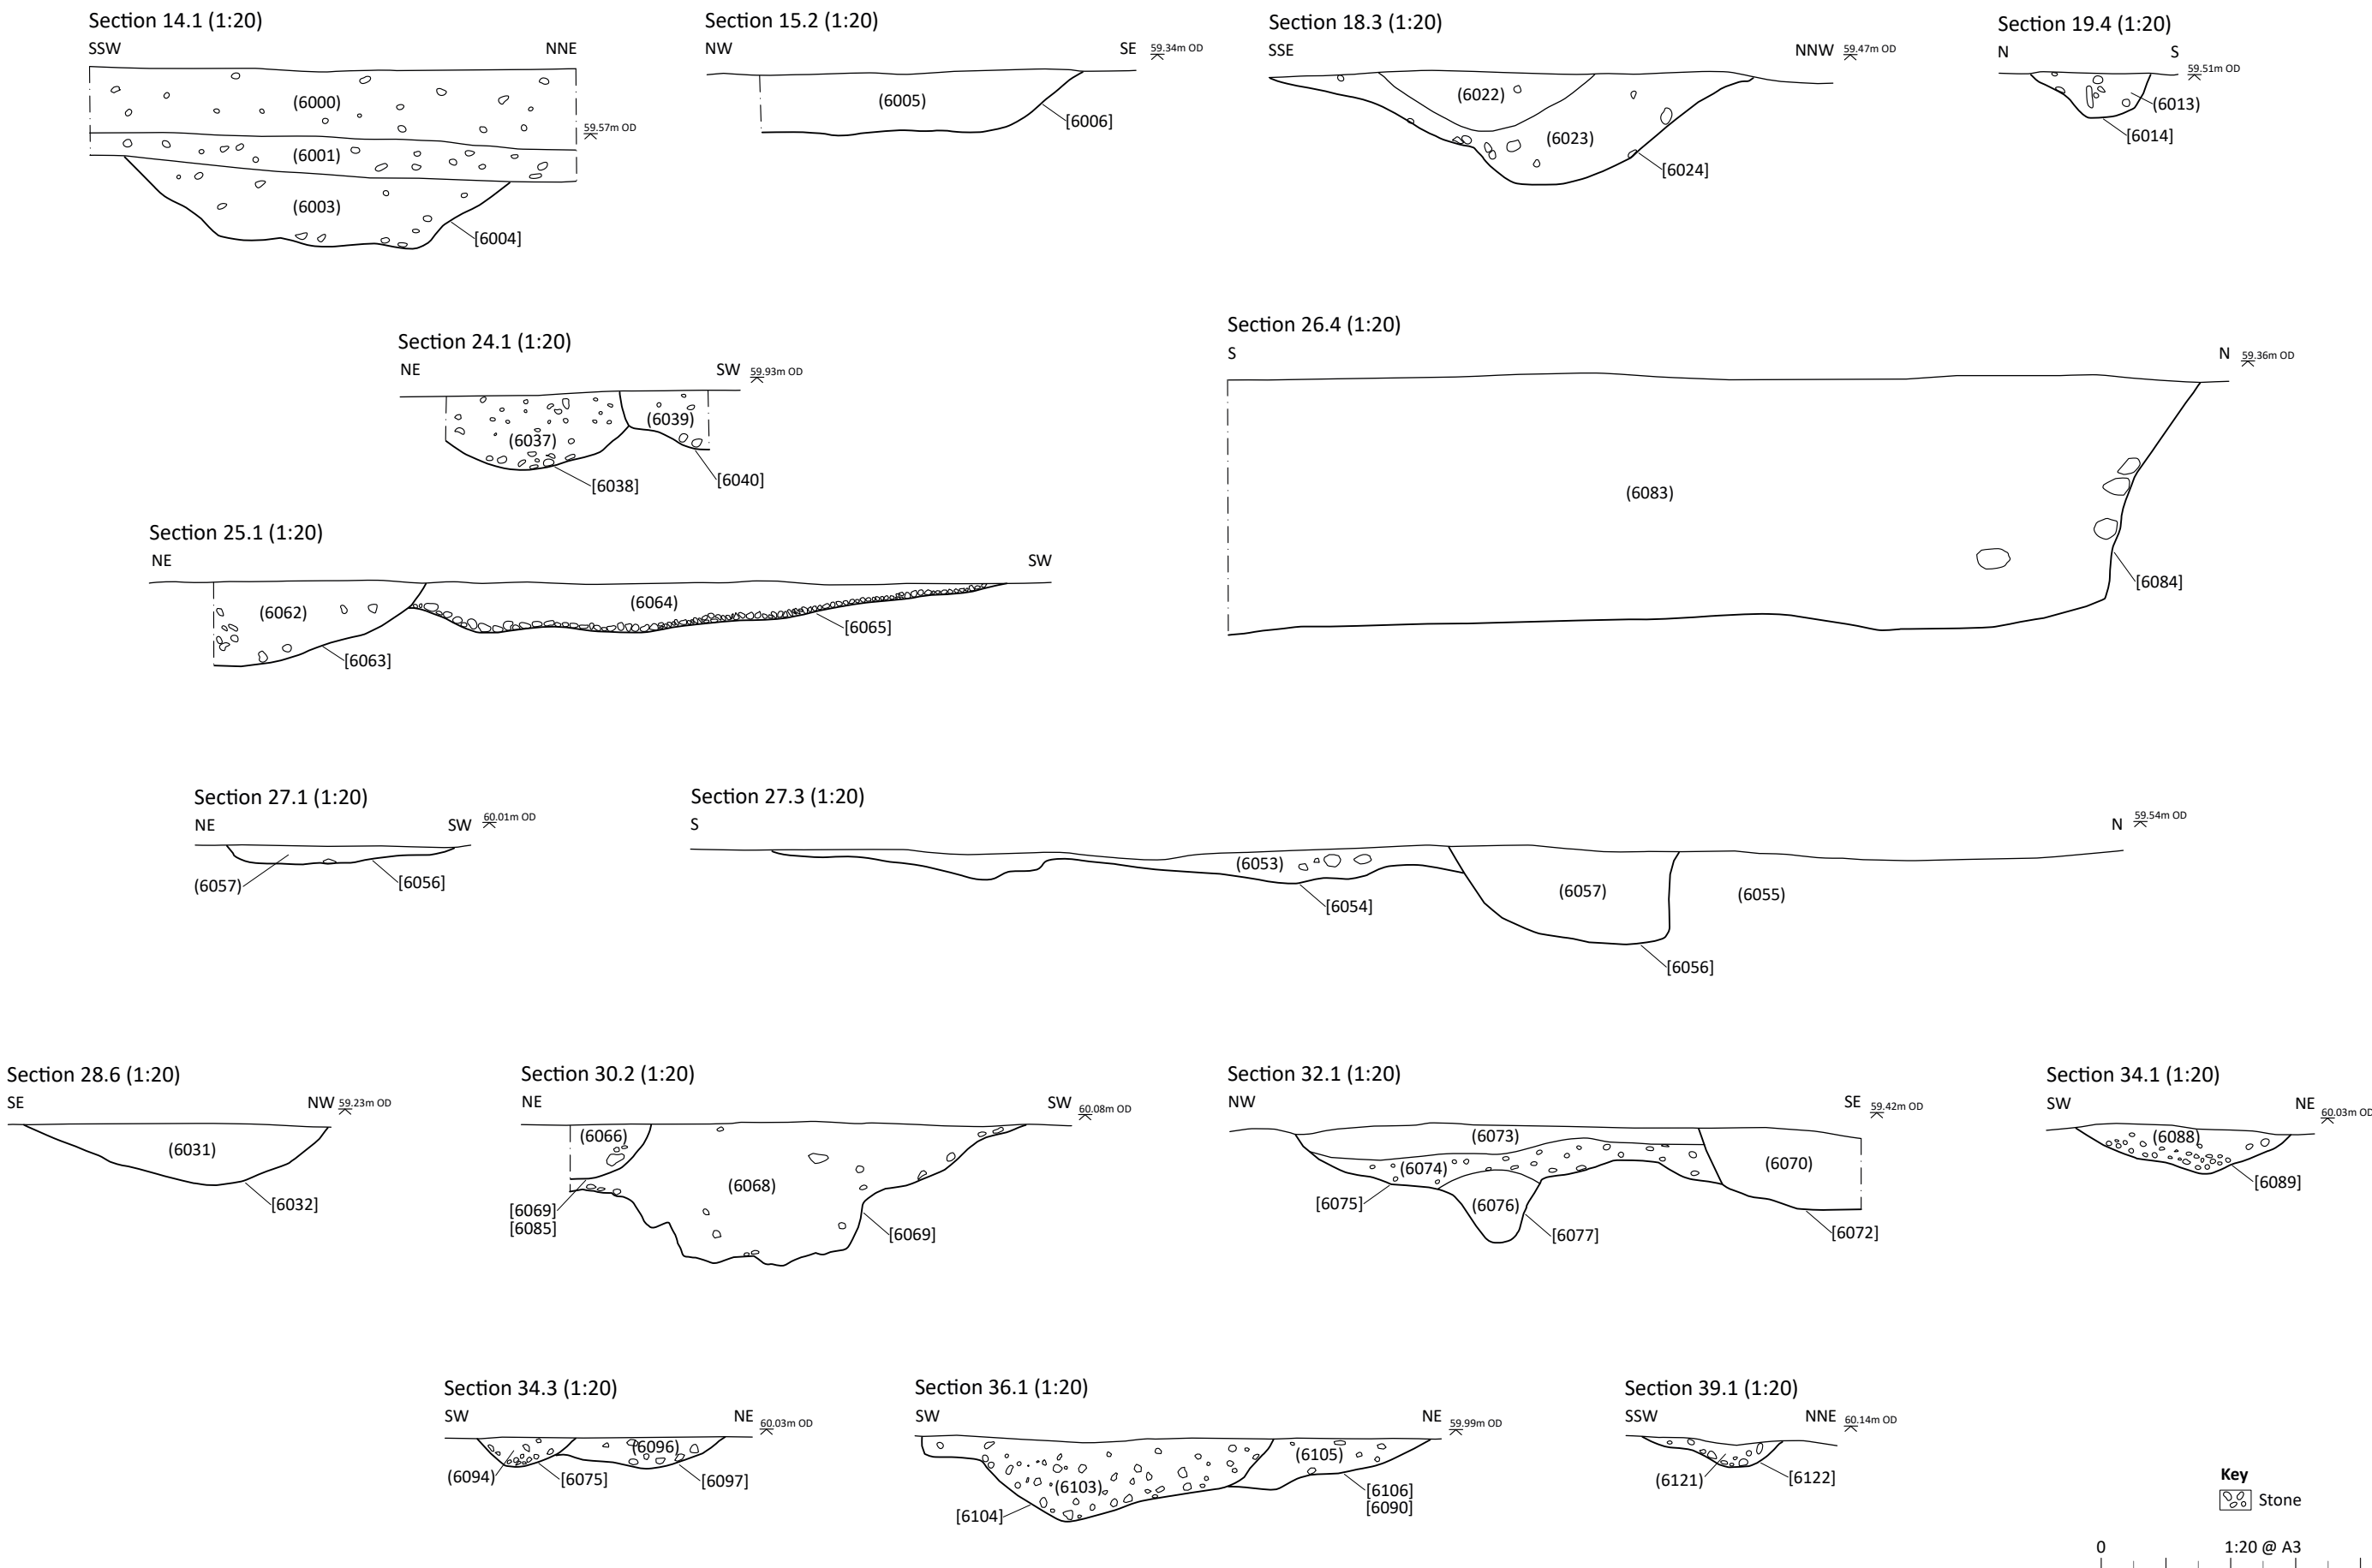 Section 14.1 (1:20)
SSW NNE
(6000)
59.57m OD
(6001)
(6003)
[6004]
Section 15.2 (1:20)
NW SE 59.34m OD
(6005)
[6006]
Section 18.3 (1:20)
SSE NNW 59.47m OD
(6022)
(6023)
[6024]
Section 19.4 (1:20)
N S
59.51m OD
(6013)
[6014]
Section 24.1 (1:20)
NE SW 59.93m OD
(6039)
(6037)
[6040]
[6038]
Section 26.4 (1:20)
S N 59.36m OD
(6083)
[6084]
Section 25.1 (1:20)
NE SW
(6062) (6064)
[6065]
[6063]
Section 27.1 (1:20)
NE SW 60.01m OD
(6057) [6056]
Section 27.3 (1:20)
S N 59.54m OD
(6053)
(6057) (6055)
[6054]
[6056]
Section 28.6 (1:20)
SE NW 59.23m OD
(6031)
[6032]
Section 30.2 (1:20)
NE SW 60.08m OD
(6066)
(6068)
[6069]
[6085]
[6069]
Section 32.1 (1:20)
NW SE 59.42m OD
(6073)
(6074) (6070)
[6075] (6076)
[6077] [6072]
Section 34.1 (1:20)
SW NE 60.03m OD
(6088)
[6089]
Section 34.3 (1:20)
SW NE 60.03m OD
(6096)
(6094) [6075] [6097]
Section 36.1 (1:20)
SW NE 59.99m OD
(6105)
(6103)
[6106]
[6090]
[6104]
Section 39.1 (1:20)
SSW NNE 60.14m OD
(6121) [6122]
Key
Stone
0 1:20 @ A3